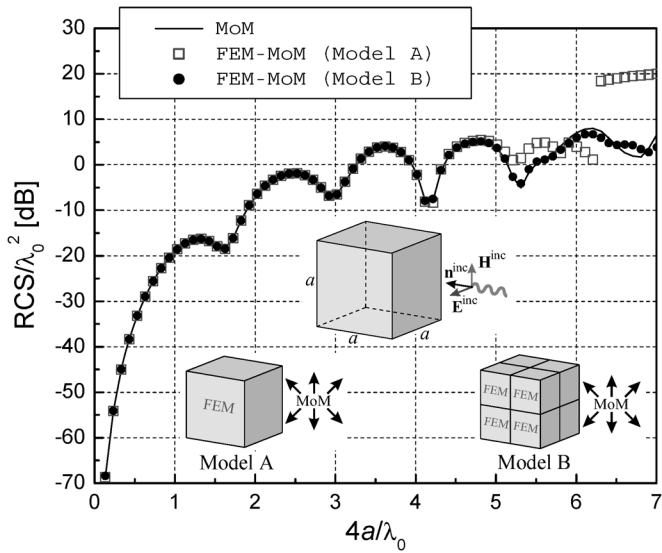 MoM
FEM-MoM (Model A)
FEM-MoM (Model B)
30
20
10
0
-10
-20
-30
-40
-50
-60
-70
RCS/λ₀² [dB]
a
a
a
n^inc
H^inc
E^inc
FEM
MoM
Model A
FEM FEM
FEM FEM
MoM
Model B
0 1 2 3 4 5 6 7
4a/λ₀